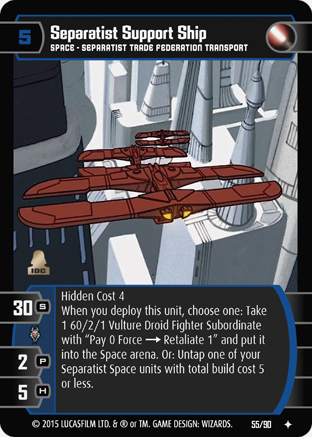 5
Separatist Support Ship
SPACE - SEPARATIST TRADE FEDERATION TRANSPORT
IDC
30 S
2 P
5 H
Hidden Cost 4
When you deploy this unit, choose one: Take
1 60/2/1 Vulture Droid Fighter Subordinate
with “Pay 0 Force → Retaliate 1” and put it
into the Space arena. Or: Untap one of your
Separatist Space units with total build cost 5
or less.
© 2015 LUCASFILM LTD. & ® or TM. GAME DESIGN: WIZARDS.
55/90